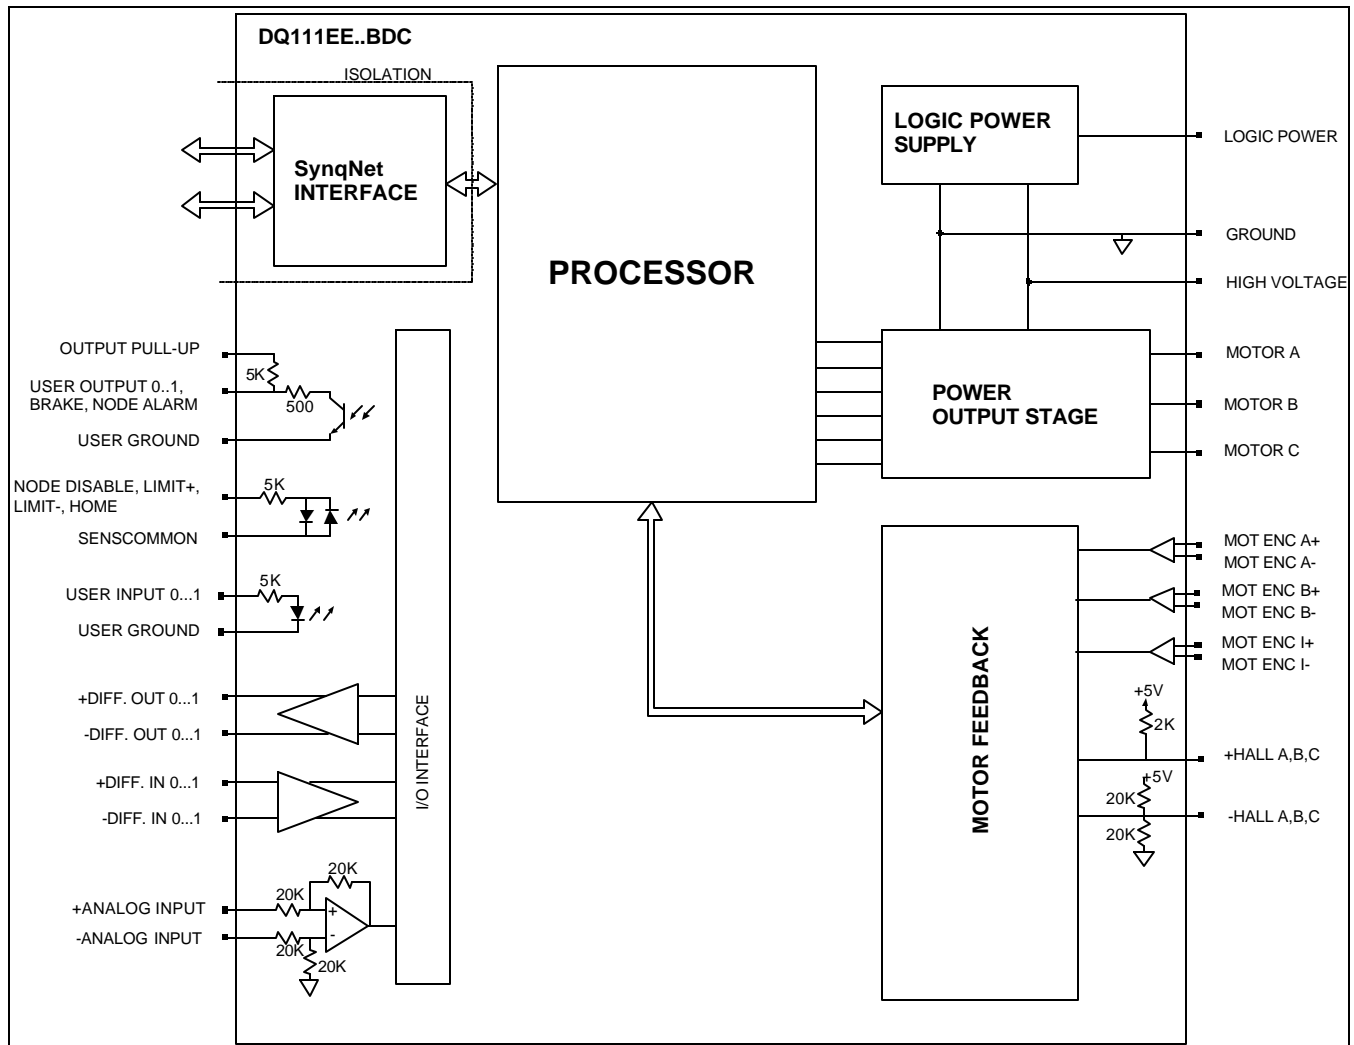 DQ111EE..BDC
ISOLATION
SynqNet
INTERFACE
PROCESSOR
LOGIC POWER
SUPPLY
LOGIC POWER
GROUND
HIGH VOLTAGE
OUTPUT PULL-UP
5K
USER OUTPUT 0..1,
BRAKE, NODE ALARM
500
USER GROUND
POWER
OUTPUT STAGE
MOTOR A
MOTOR B
MOTOR C
NODE DISABLE, LIMIT+,
LIMIT-, HOME
5K
SENSCOMMON
USER INPUT 0...1
5K
USER GROUND
+DIFF. OUT 0...1
-DIFF. OUT 0...1
+DIFF. IN 0...1
-DIFF. IN 0...1
I/O INTERFACE
+ANALOG INPUT
-ANALOG INPUT
20K
20K
+
-
20K
20K
MOTOR FEEDBACK
MOT ENC A+
MOT ENC A-
MOT ENC B+
MOT ENC B-
MOT ENC I+
MOT ENC I-
+5V
2K
+HALL A,B,C
+5V
20K
-HALL A,B,C
20K